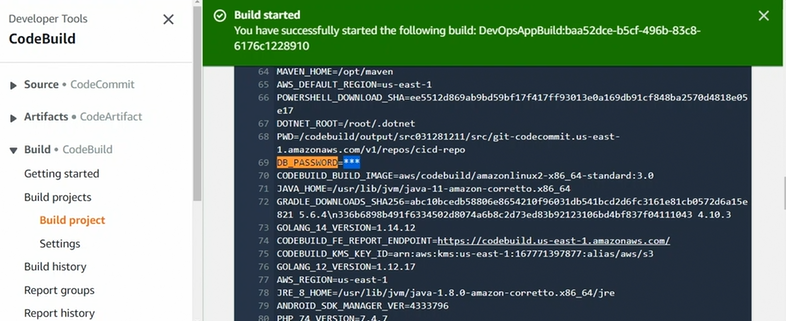 Developer Tools
CodeBuild
Source • CodeCommit
Artifacts • CodeArtifact
Build • CodeBuild
Getting started
Build projects
Build project
Settings
Build history
Report groups
Report history
Build started
You have successfully started the following build: DevOpsAppBuild:baa52dce-b5cf-496b-83c8-
6176c1228910
64 MAVEN_HOME=/opt/maven
65 AWS_DEFAULT_REGION=us-east-1
66 POWERSHELL_DOWNLOAD_SHA=ee5512d869ab9bd59bf17f417ff93013e0a169db91cf848ba2570d4818e05
e17
67 DOTNET_ROOT=/root/.dotnet
68 PWD=/codebuild/output/src031281211/src/git-codecommit.us-east-
1.amazonaws.com/v1/repos/cicd-repo
69 DB_PASSWORD=***
70 CODEBUILD_BUILD_IMAGE=aws/codebuild/amazonlinux2-x86_64-standard:3.0
71 JAVA_HOME=/usr/lib/jvm/java-11-amazon-corretto.x86_64
72 GRADLE_DOWNLOADS_SHA256=abc10bcedb58806e8654210f96031db541bcd2d6fc3161e81cb0572d6a15e
821 5.6.4\n336b6898b491f6334502d8074a6b8c2d73ed83b92123106bd4bf837f04111043 4.10.3
73 GOLANG_14_VERSION=1.14.12
74 CODEBUILD_FE_REPORT_ENDPOINT=https://codebuild.us-east-1.amazonaws.com/
75 CODEBUILD_KMS_KEY_ID=arn:aws:kms:us-east-1:167771397877:alias/aws/s3
76 GOLANG_12_VERSION=1.12.17
77 AWS_REGION=us-east-1
78 JRE_8_HOME=/usr/lib/jvm/java-1.8.0-amazon-corretto.x86_64/jre
79 ANDROID_SDK_MANAGER_VER=4333796
80 PHP_74_VERSION=7.4.7